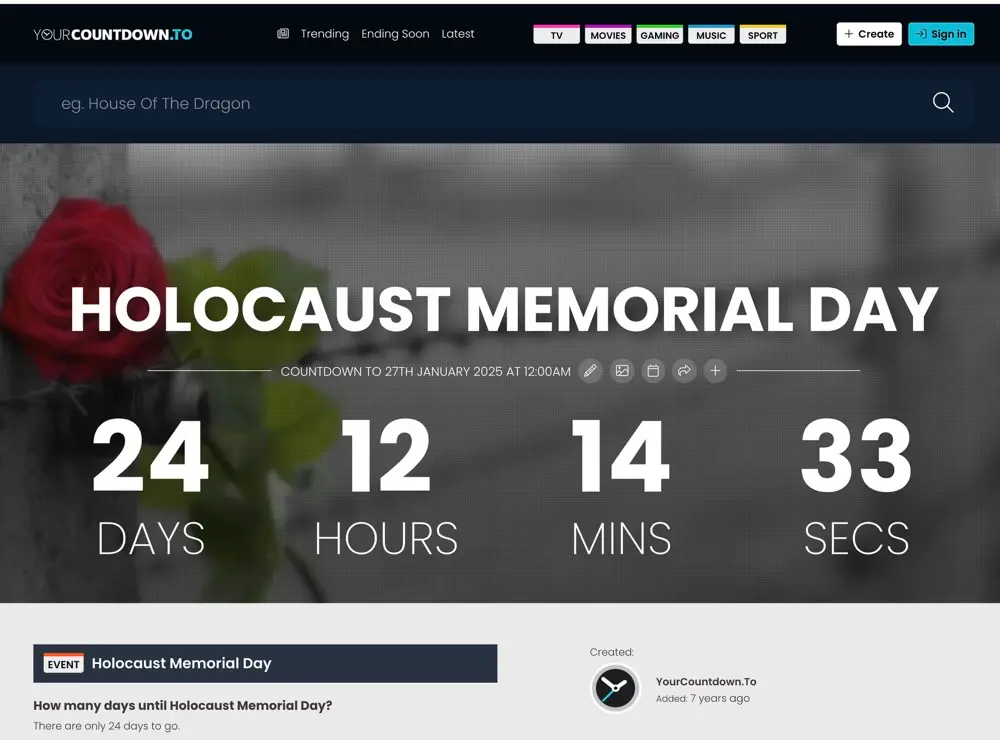 YOURCOUNTDOWN.TO
Trending Ending Soon Latest
TV MOVIES GAMING MUSIC SPORT
+ Create Sign in
eg. House Of The Dragon
HOLOCAUST MEMORIAL DAY
COUNTDOWN TO 27TH JANUARY 2025 AT 12:00AM
24 12 14 33
DAYS HOURS MINS SECS
EVENT Holocaust Memorial Day
How many days until Holocaust Memorial Day?
There are only 24 days to go.
Created:
YourCountdown.To
Added: 7 years ago